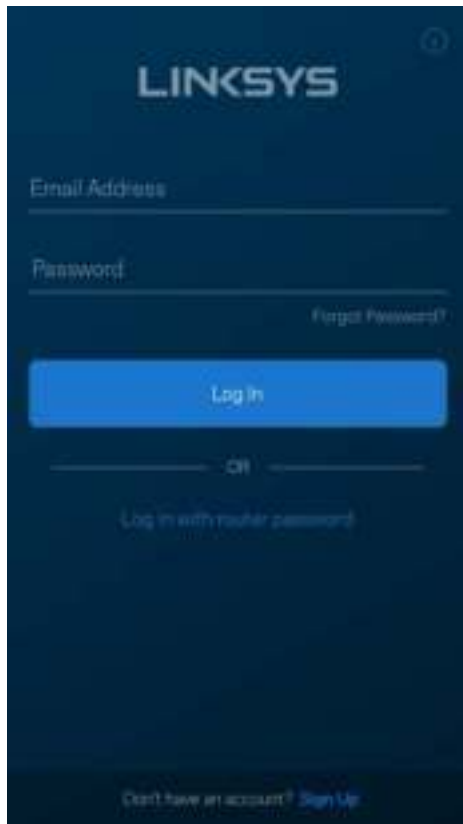 LINKSYS
Email Address
Password
Forgot Password?
Log In
OR
Log in with router password
Don't have an account? Sign Up